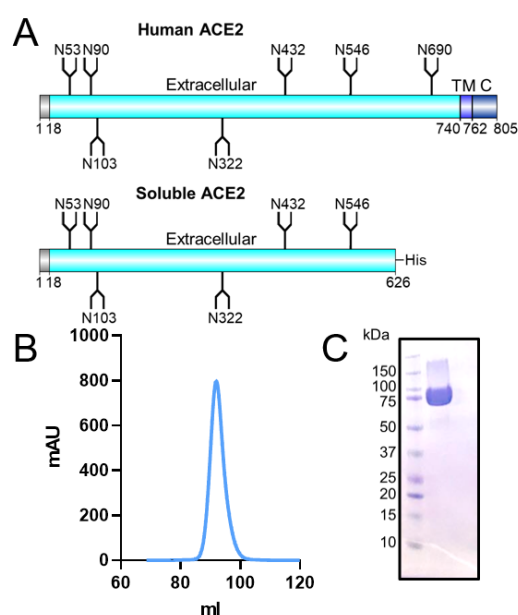 A
Human ACE2
N53 N90 N432 N546 N690
Extracellular
TM C
1 18 740 762 805
N103 N322
Soluble ACE2
N53 N90 N432 N546
Extracellular
His
1 18 626
N103 N322
B
1000
800
600
400
200
0
mAU
60 80 100 120
ml
C
kDa
150
100
75
50
37
25
20
15
10